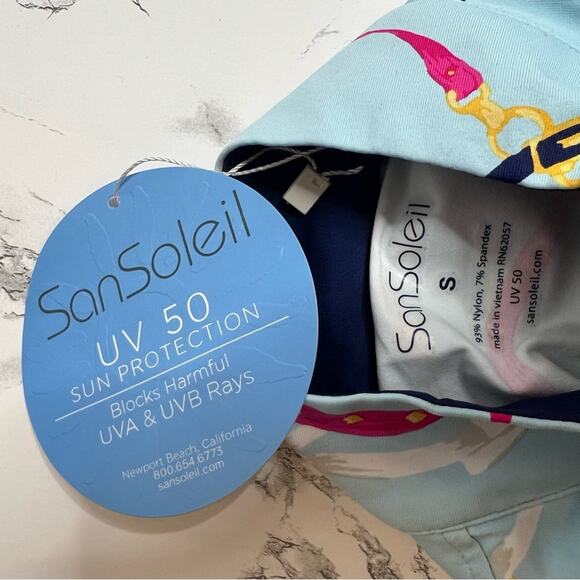 SanSoleil
UV 50
SUN PROTECTION
Blocks Harmful
UVA & UVB Rays
Newport Beach, California
800.654.6773
sansoleil.com
SanSoleil
S
93% Nylon, 7% Spandex
made in vietnam RN62057
UV 50
sansoleil.com